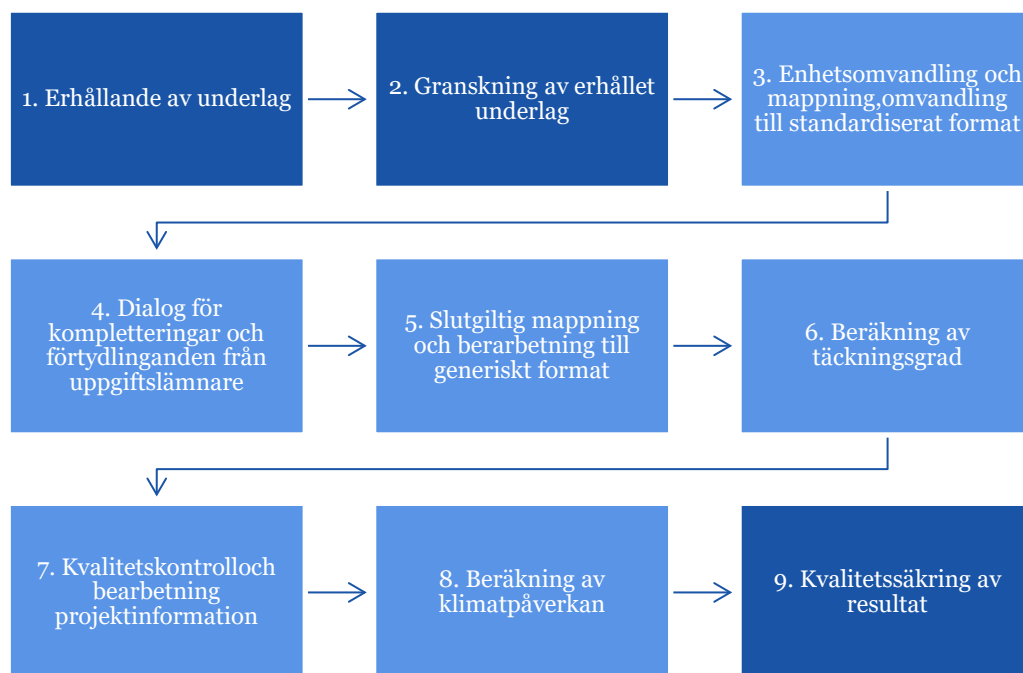 1. Erhållande av underlag
2. Granskning av erhållet
underlag
3. Enhetsomvandling och
mappning,omvandling
till standardiserat format
4. Dialog för
kompletteringar och
förtydlinganden från
uppgiftslämnare
5. Slutgiltig mappning
och berarbetning till
generiskt format
6. Beräkning av
täckningsgrad
7. Kvalitetskontrolloch
bearbetning
projektinformation
8. Beräkning av
klimatpåverkan
9. Kvalitetssäkring av
resultat